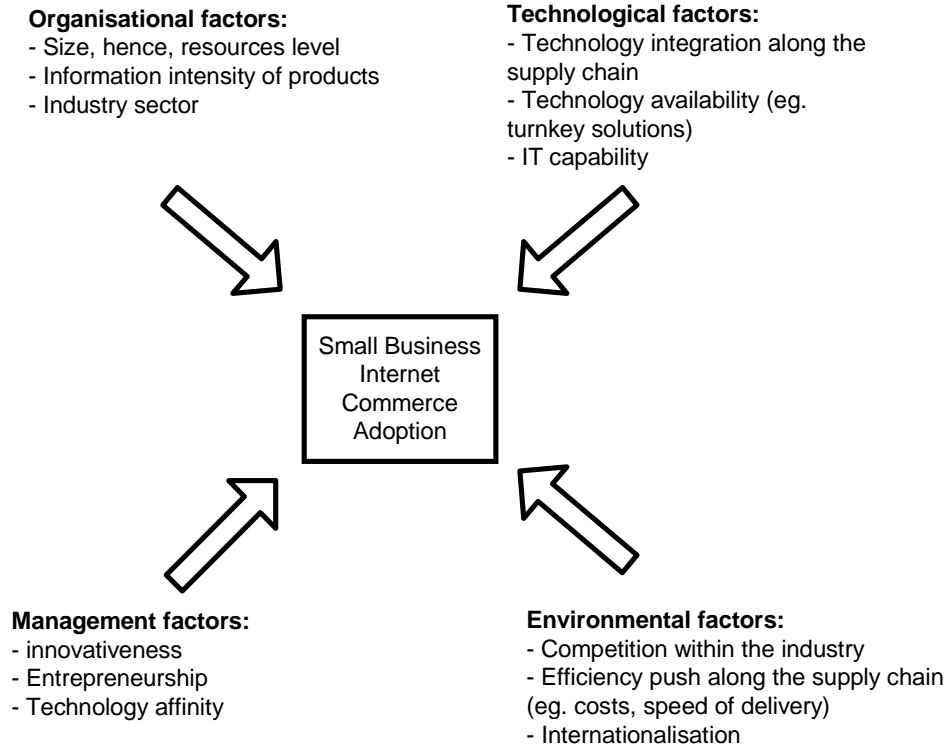 Organisational factors:
- Size, hence, resources level
- Information intensity of products
- Industry sector
Technological factors:
- Technology integration along the
supply chain
- Technology availability (eg.
turnkey solutions)
- IT capability
Small Business
Internet
Commerce
Adoption
Management factors:
- innovativeness
- Entrepreneurship
- Technology affinity
Environmental factors:
- Competition within the industry
- Efficiency push along the supply chain
(eg. costs, speed of delivery)
- Internationalisation